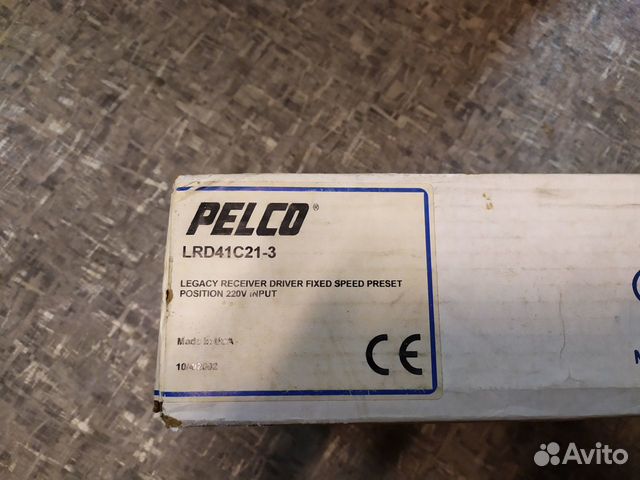 PELCO®
LRD41C21-3
LEGACY RECEIVER DRIVER FIXED SPEED PRESET
POSITION 220V INPUT
Made in USA
CE
Avito